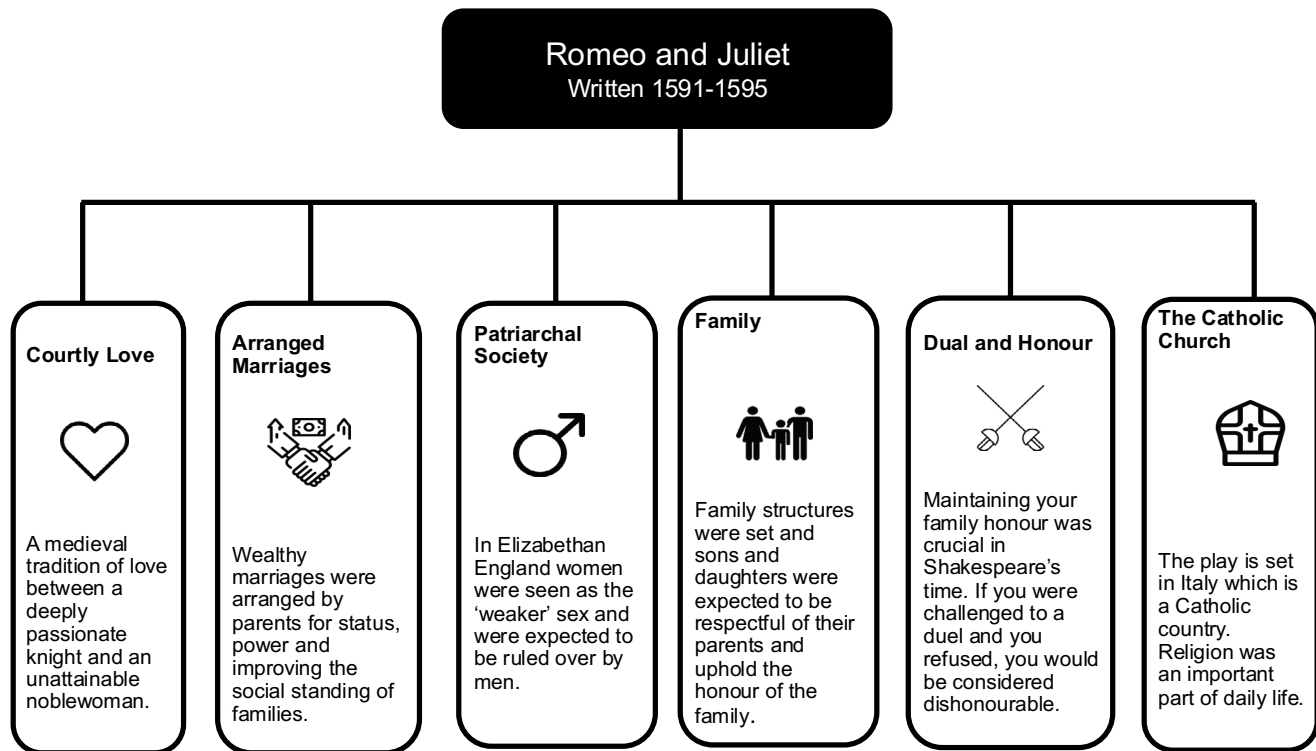 Romeo and Juliet
Written 1591-1595
Courtly Love
A medieval
tradition of love
between a
deeply
passionate
knight and an
unattainable
noblewoman.
Arranged
Marriages
Wealthy
marriages were
arranged by
parents for status,
power and
improving the
social standing of
families.
Patriarchal
Society
In Elizabethan
England women
were seen as the
‘weaker’ sex and
were expected to
be ruled over by
men.
Family
Family structures
were set and
sons and
daughters were
expected to be
respectful of their
parents and
uphold the
honour of the
family.
Dual and Honour
Maintaining your
family honour was
crucial in
Shakespeare’s
time. If you were
challenged to a
duel and you
refused, you would
be considered
dishonourable.
The Catholic
Church
The play is set
in Italy which is
a Catholic
country.
Religion was
an important
part of daily life.